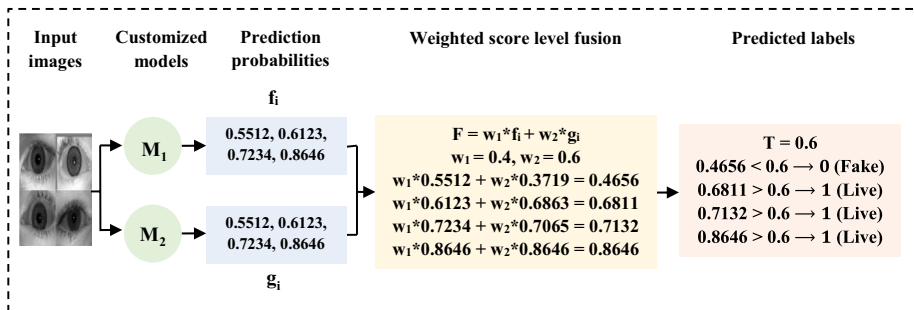 Input images
Customized models
Prediction probabilities
Weighted score level fusion
Predicted labels
M₁
M₂
fᵢ
0.5512, 0.6123,
0.7234, 0.8646
0.5512, 0.6123,
0.7234, 0.8646
gᵢ
F = w₁*fᵢ + w₂*gᵢ
w₁ = 0.4, w₂ = 0.6
w₁*0.5512 + w₂*0.3719 = 0.4656
w₁*0.6123 + w₂*0.6863 = 0.6811
w₁*0.7234 + w₂*0.7065 = 0.7132
w₁*0.8646 + w₂*0.8646 = 0.8646
T = 0.6
0.4656 < 0.6 → 0 (Fake)
0.6811 > 0.6 → 1 (Live)
0.7132 > 0.6 → 1 (Live)
0.8646 > 0.6 → 1 (Live)